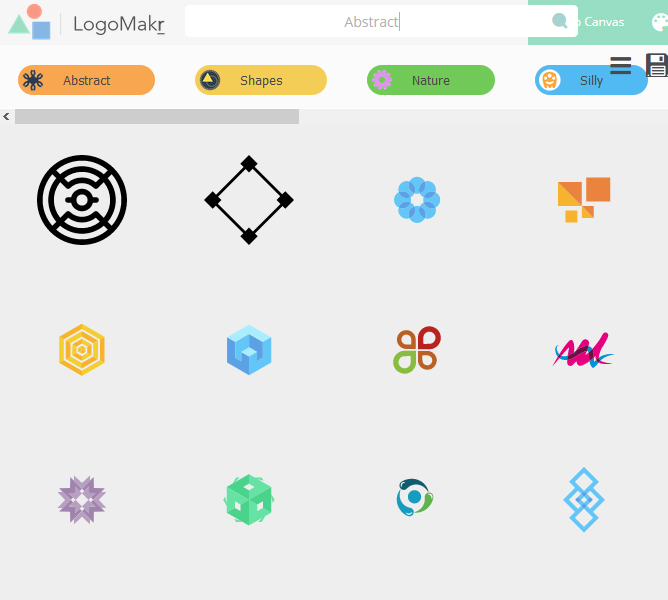 LogoMakr
Abstract
Canvas
Abstract
Shapes
Nature
Silly